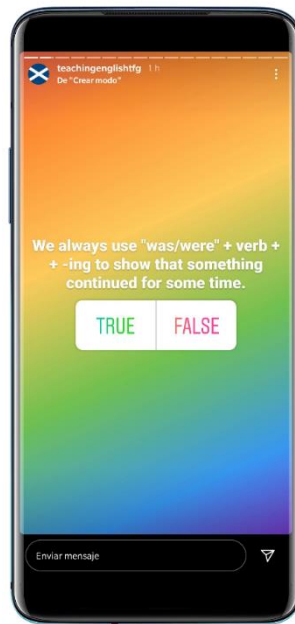 teachingenglishtfg 1 h
De "Crear modo"
We always use "was/were" + verb +
+ -ing to show that something
continued for some time.
TRUE FALSE
Enviar mensaje